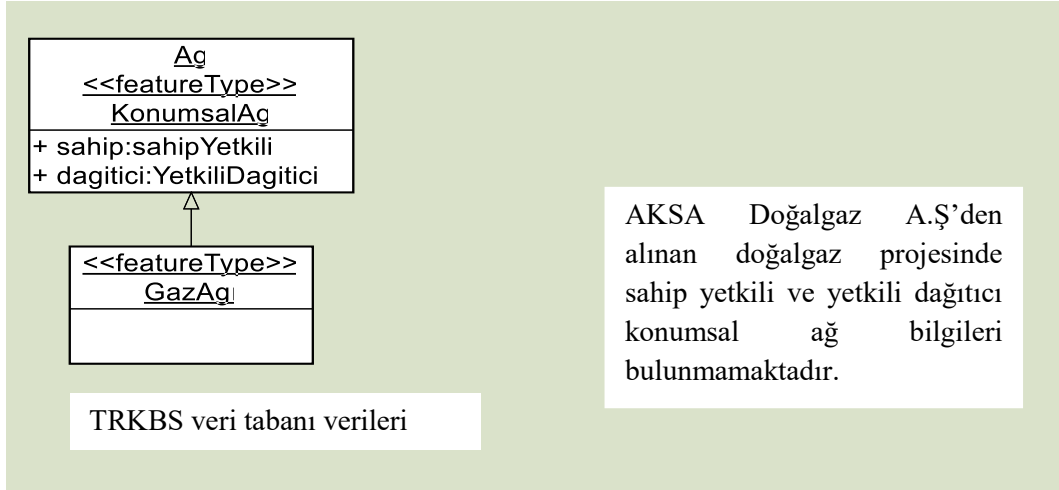 Ag
<<featureType>>
KonumsalAg
+ sahip:sahipYetkili
+ dagitici:YetkiliDagitici
<<featureType>>
GazAgı
TRKBS veri tabanı verileri
AKSA Doğalgaz A.Ş’den
alınan doğalgaz projesinde
sahip yetkili ve yetkili dağıtıcı
konumsal ağ bilgileri
bulunmamaktadır.